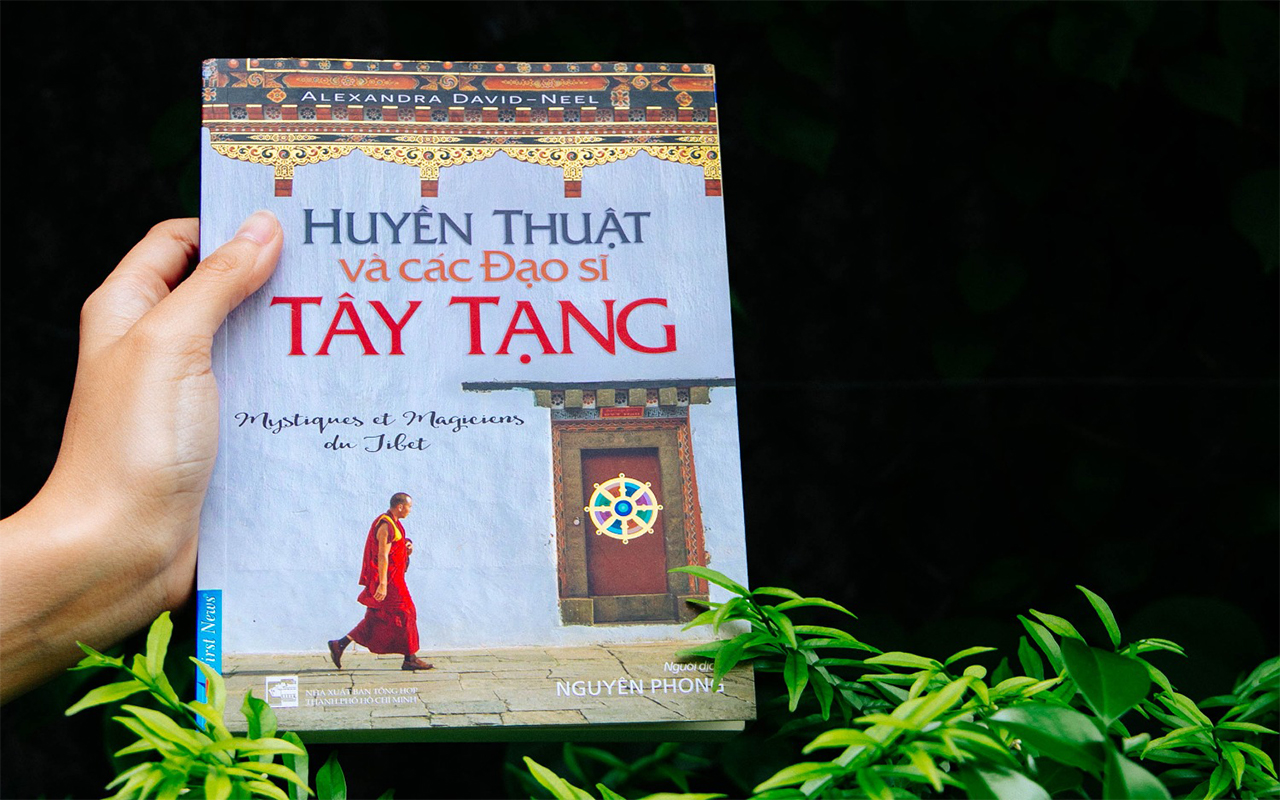 ALEXANDRA DAVID-NEEL
HUYỀN THUẬT
và các Đạo sĩ
TÂY TẠNG
Mystiques et Magiciens
du Tibet
First News
NHÀ XUẤT BẢN TỔNG HỢP
THÀNH PHỐ HỒ CHÍ MINH
Người
NGUYÊN PHONG